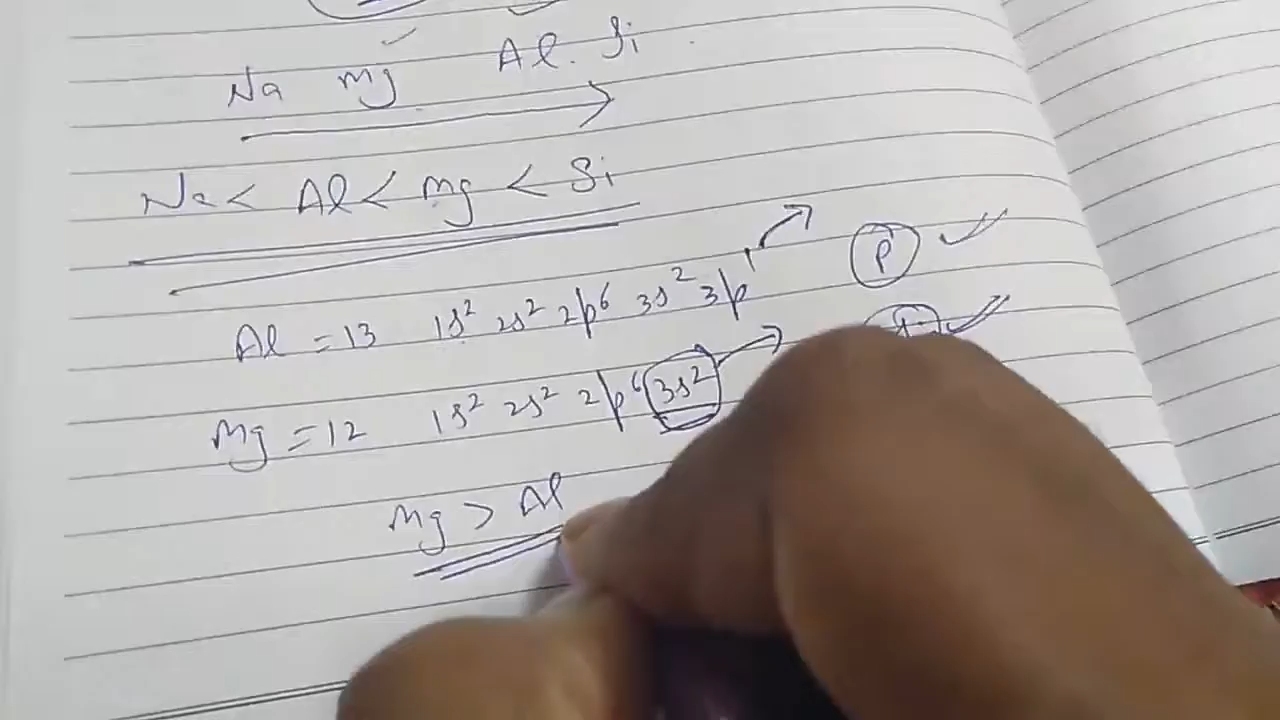 Na Mg Al. Si
Na < Al < Mg < Si
Al = 13 1s² 2s² 2p⁶ 3s² 3p¹ P
Mg = 12 1s² 2s² 2p⁶ 3s²
Mg > Al